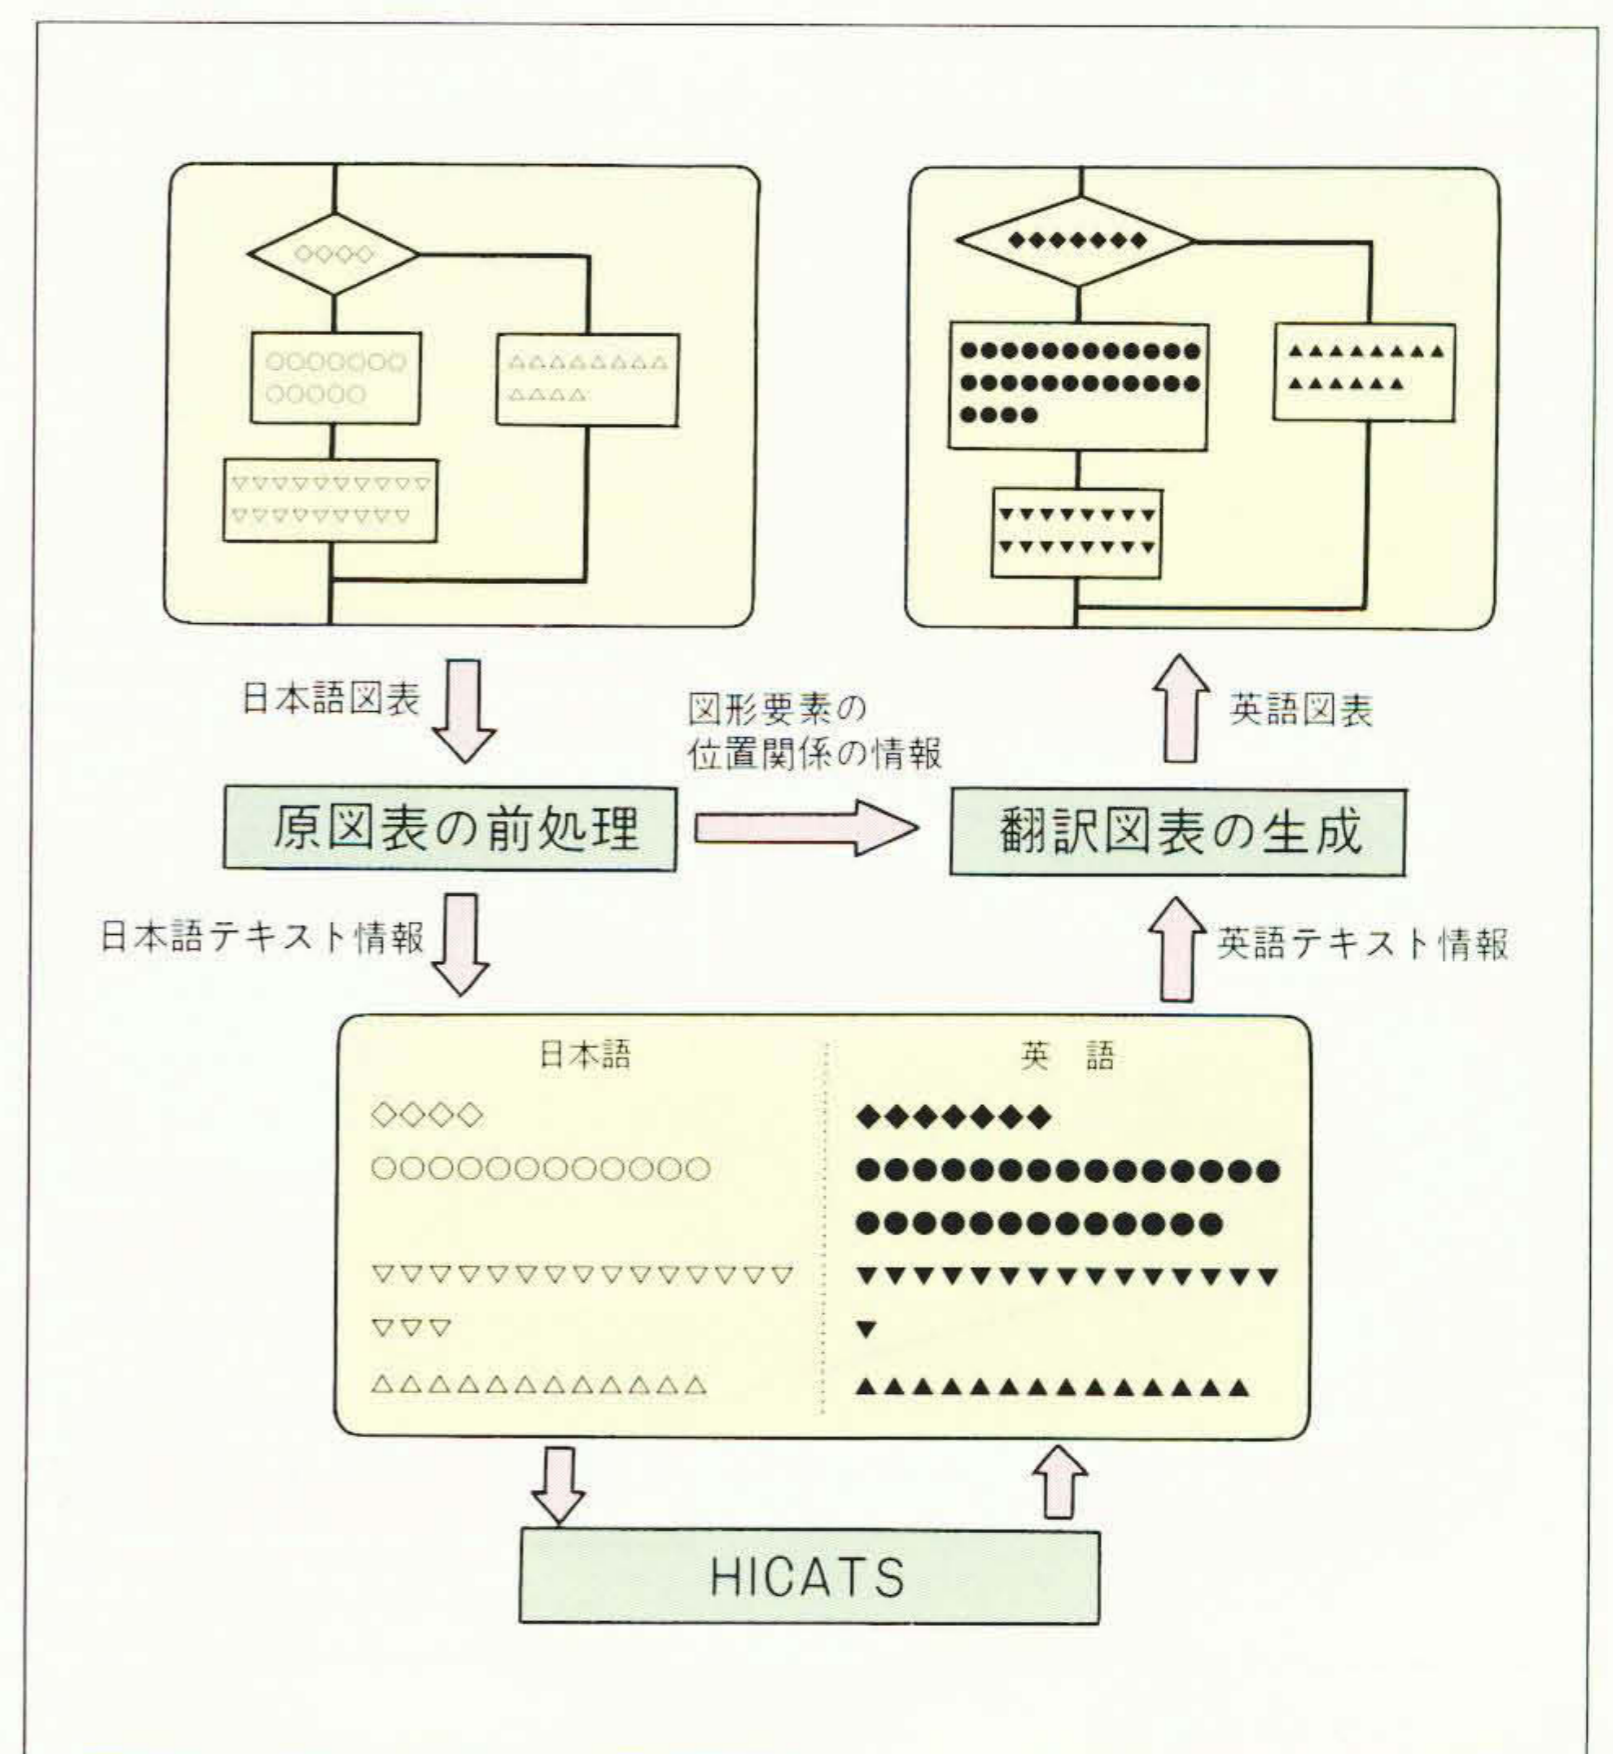 ◇◇◇◇
○○○○○○○
○○○○○
△△△△△△△△
△△△△
▽▽▽▽▽▽▽▽▽▽
▽▽▽▽▽▽▽▽▽
◆◆◆◆◆◆◆
●●●●●●●●●●●●
●●●●●●●●●●●●
●●●●
▲▲▲▲▲▲▲▲
▲▲▲▲▲▲
▼▼▼▼▼▼▼▼
▼▼▼▼▼▼▼▼
日本語図表
図形要素の
位置関係の情報
英語図表
原図表の前処理
翻訳図表の生成
日本語テキスト情報
英語テキスト情報
日本語
英 語
◇◇◇◇
◆◆◆◆◆◆◆
○○○○○○○○○○○○
●●●●●●●●●●●●●●●
●●●●●●●●●●●●●
▽▽▽▽▽▽▽▽▽▽▽▽▽▽▽
▼▼▼▼▼▼▼▼▼▼▼▼▼▼▼
▽▽▽
▼
△△△△△△△△△△△△
▲▲▲▲▲▲▲▲▲▲▲▲▲▲
HICATS